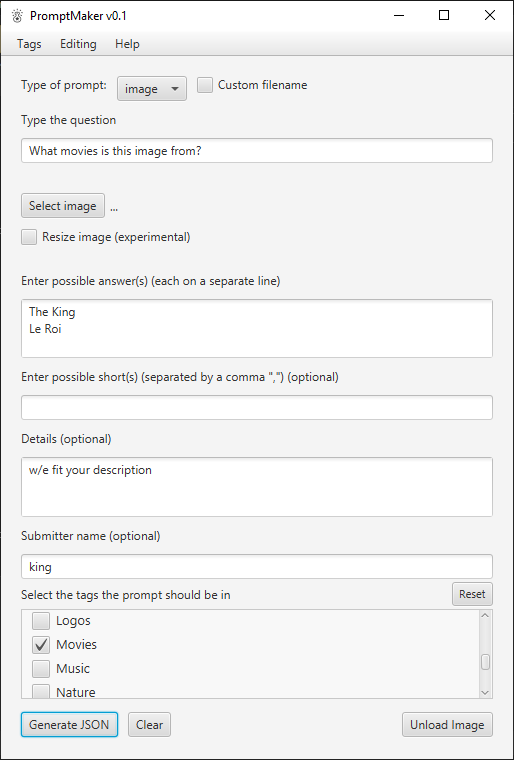 PromptMaker v0.1
Tags Editing Help
Type of prompt: image Custom filename
Type the question
What movies is this image from?
Select image ...
Resize image (experimental)
Enter possible answer(s) (each on a separate line)
The King
Le Roi
Enter possible short(s) (separated by a comma ",") (optional)
Details (optional)
w/e fit your description
Submitter name (optional)
king
Select the tags the prompt should be in Reset
Logos
Movies
Music
Nature
Generate JSON Clear Unload Image